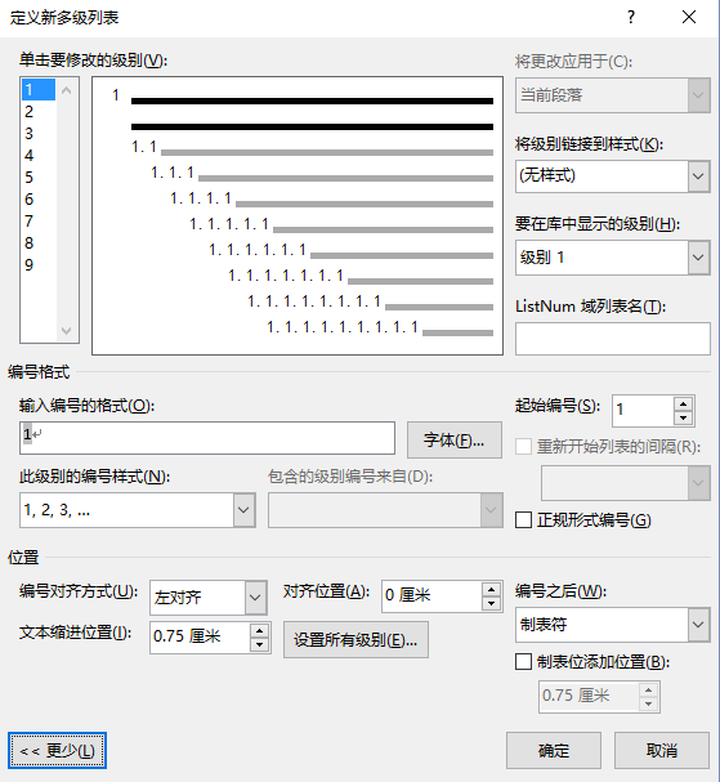 定义新多级列表
?
单击要修改的级别(V):
1
2
3
4
5
6
7
8
9
1
1. 1
1. 1. 1
1. 1. 1. 1
1. 1. 1. 1. 1
1. 1. 1. 1. 1. 1
1. 1. 1. 1. 1. 1. 1
1. 1. 1. 1. 1. 1. 1. 1
1. 1. 1. 1. 1. 1. 1. 1. 1
将更改应用于(C):
当前段落
将级别链接到样式(K):
(无样式)
要在库中显示的级别(H):
级别 1
ListNum 域列表名(T):
编号格式
输入编号的格式(O):
1
字体(F)...
起始编号(S):
1
重新开始列表的间隔(R):
此级别的编号样式(N):
1, 2, 3, ...
包含的级别编号来自(D):
正规形式编号(G)
位置
编号对齐方式(U):
左对齐
对齐位置(A):
0 厘米
编号之后(W):
制表符
文本缩进位置(I):
0.75 厘米
设置所有级别(E)...
制表位添加位置(B):
0.75 厘米
<< 更少(L)
确定
取消